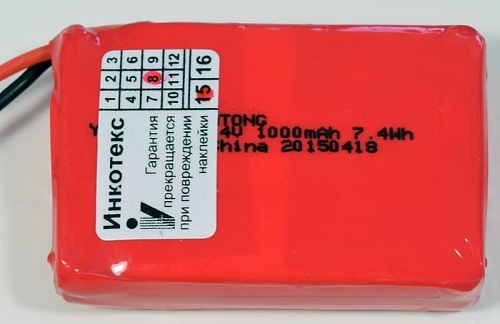 TONG
4V 1000mAh 7.4Wh
China 20150418
Инкотекс
Гарантия
прекращается
при повреждении
наклейки
1 2 3
4 5 6
7 8 9
10 11 12
15 16